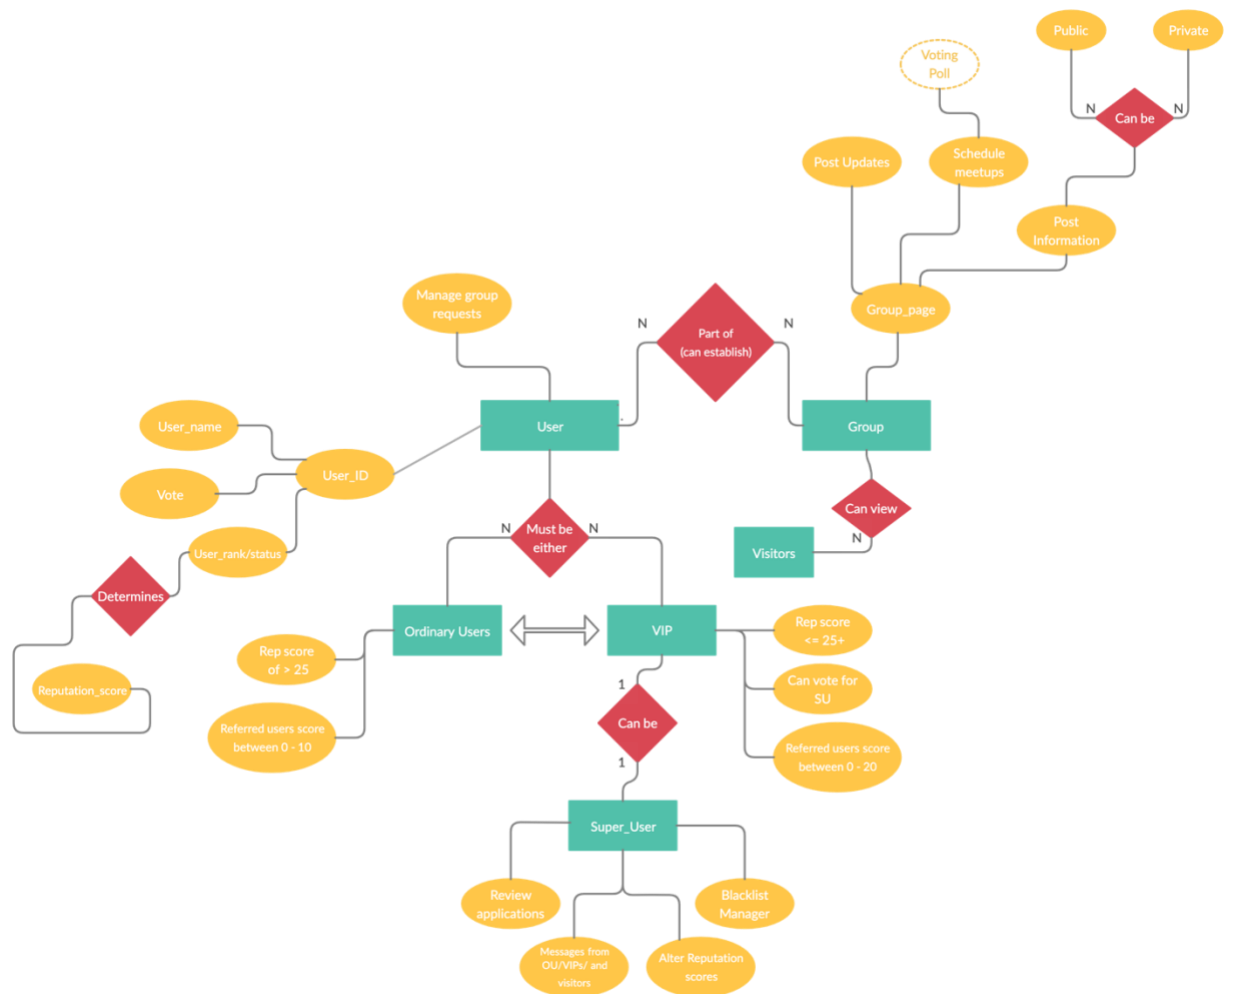 Public
Private
Voting
Poll
N
N
Can be
Post Updates
Schedule
meetups
Post
Information
Manage group
requests
Group_page
N
N
Part of
(can establish)
User_name
User
Group
User_ID
Vote
Can view
N
N
Must be
either
N
User_rank/status
Visitors
Determines
Ordinary Users
VIP
Rep score
<= 25+
Rep score
of > 25
Reputation_score
1
Can vote for
SU
Can be
Referred users score
between 0 - 10
Referred users score
between 0 - 20
1
Super_User
Review
applications
Blacklist
Manager
Messages from
OU/VIPs/ and
visitors
Alter Reputation
scores